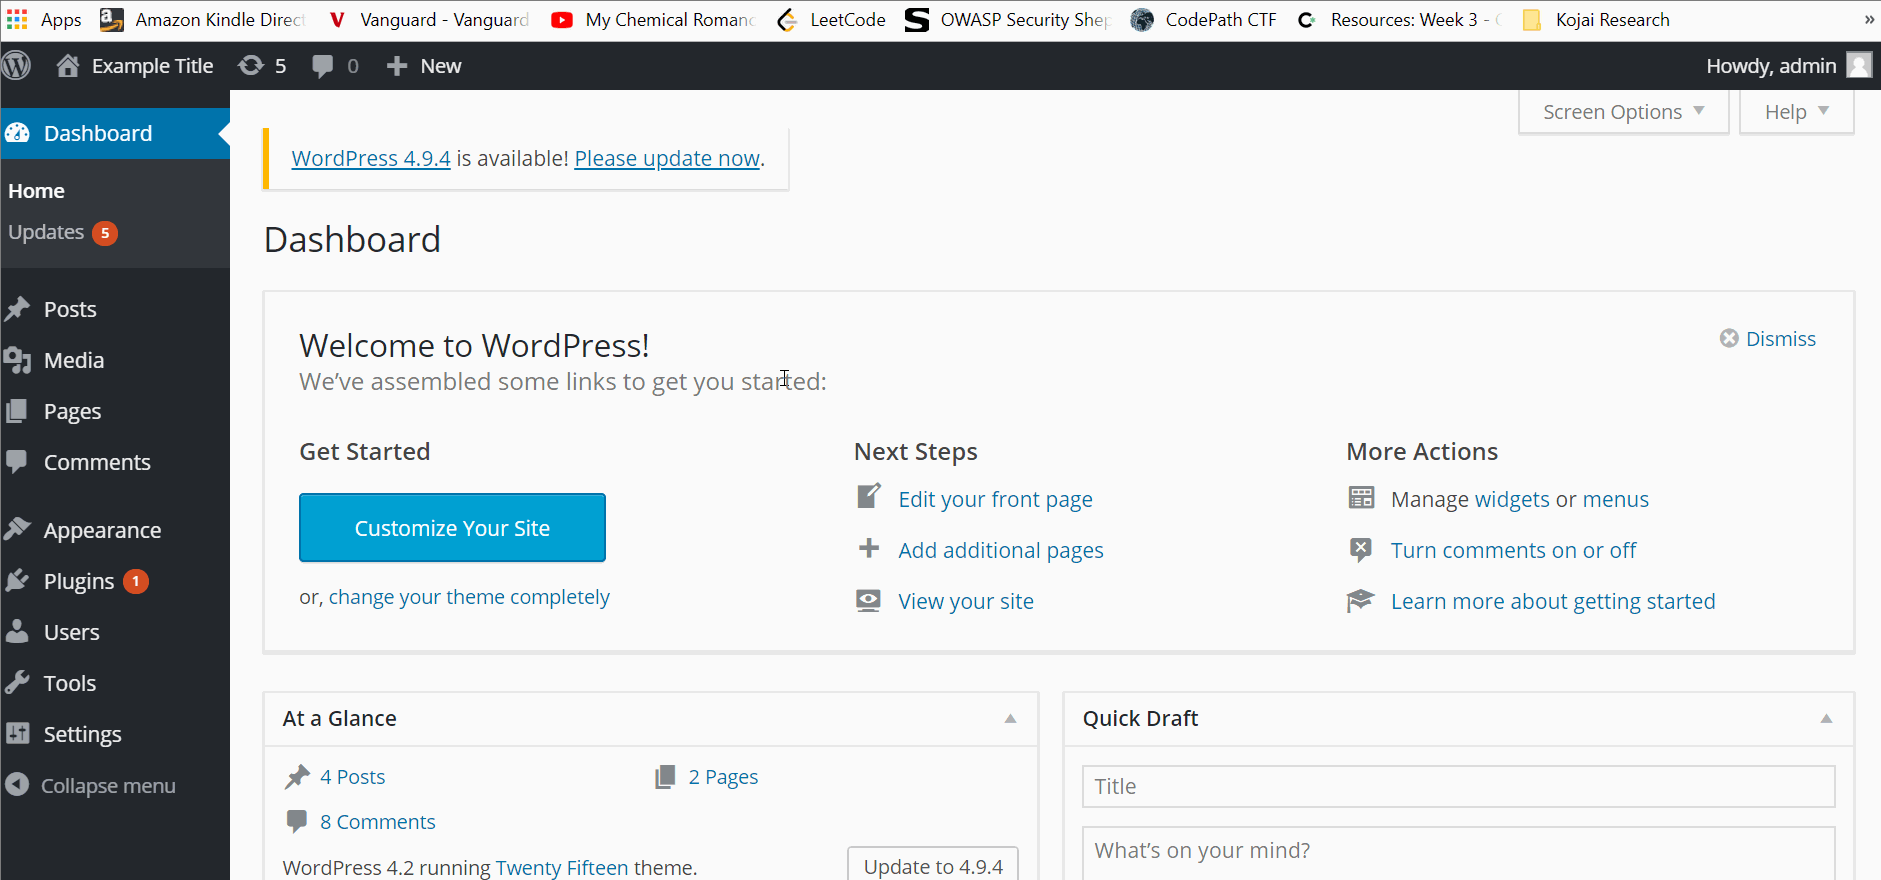 Apps Amazon Kindle Direct Vanguard - Vanguard My Chemical Romanc LeetCode OWASP Security Shep CodePath CTF Resources: Week 3 - Kojai Research »
Example Title 5 0 New Howdy, admin
Screen Options Help
Dashboard
WordPress 4.9.4 is available! Please update now.
Home
Updates 5
Dashboard
Posts
Media
Pages
Comments
Appearance
Plugins 1
Users
Tools
Settings
Collapse menu
Welcome to WordPress!
Dismiss
We've assembled some links to get you started:
Get Started
Customize Your Site
or, change your theme completely
Next Steps
Edit your front page
Add additional pages
View your site
More Actions
Manage widgets or menus
Turn comments on or off
Learn more about getting started
At a Glance
4 Posts 2 Pages
8 Comments
WordPress 4.2 running Twenty Fifteen theme. Update to 4.9.4
Quick Draft
Title
What's on your mind?